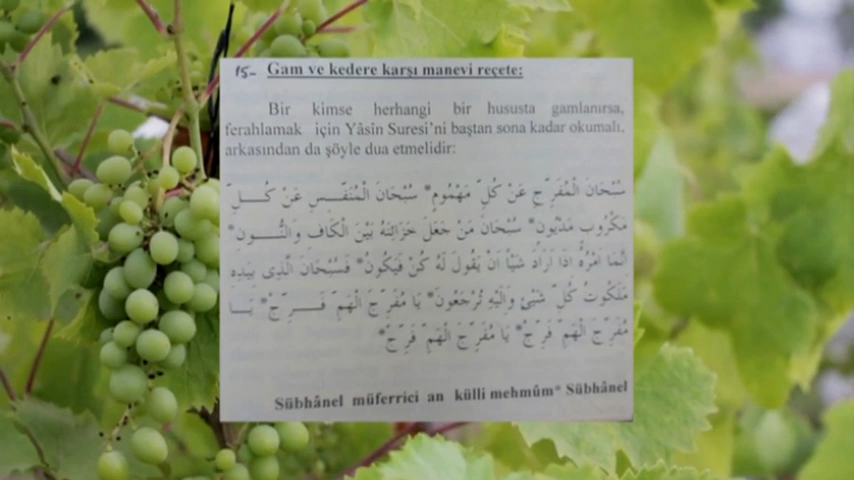 15- Gam ve kedere karşı manevi reçete:
Bir kimse herhangi bir hususta gamlanırsa,
ferahlamak için Yâsîn Suresi'ni baştan sona kadar okumalı,
arkasından da şöyle dua etmelidir:
سُبْحَانَ الْمُفَرِّجِ عَنْ كُلِّ مَهْمُومٍ* سُبْحَانَ الْمُنَفِّسِ عَنْ كُلِّ
مَكْرُوبٍ مَدْيُونٍ* سُبْحَانَ مَنْ جَعَلَ خَزَائِنَهُ بَيْنَ الْكَافِ وَالنُّونِ*
اِنَّمَا اَمْرُهُ اِذَا اَرَادَ شَيْأً اَنْ يَقُولَ لَهُ كُنْ فَيَكُونُ* فَسُبْحَانَ الَّذِى بِيَدِهِ
مَلَكُوتُ كُلِّ شَيْئٍ وَاِلَيْهِ تُرْجَعُونَ* يَا مُفَرِّجَ الْهَمِّ فَرِّجْ* يَا
مُفَرِّجَ الْهَمِّ فَرِّجْ* يَا مُفَرِّجَ الْهَمِّ فَرِّجْ*
Sübhânel müferrici an külli mehmûm* Sübhânel